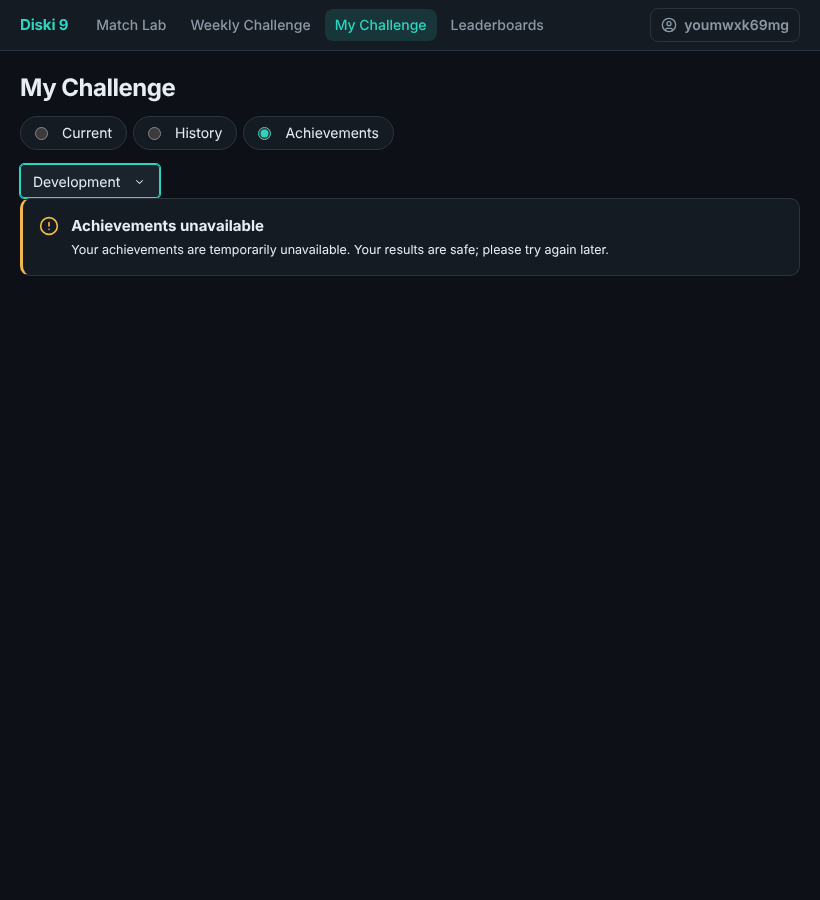 Diski 9 Match Lab Weekly Challenge My Challenge Leaderboards youmwxk69mg
My Challenge
Current History Achievements
Development
Achievements unavailable
Your achievements are temporarily unavailable. Your results are safe; please try again later.